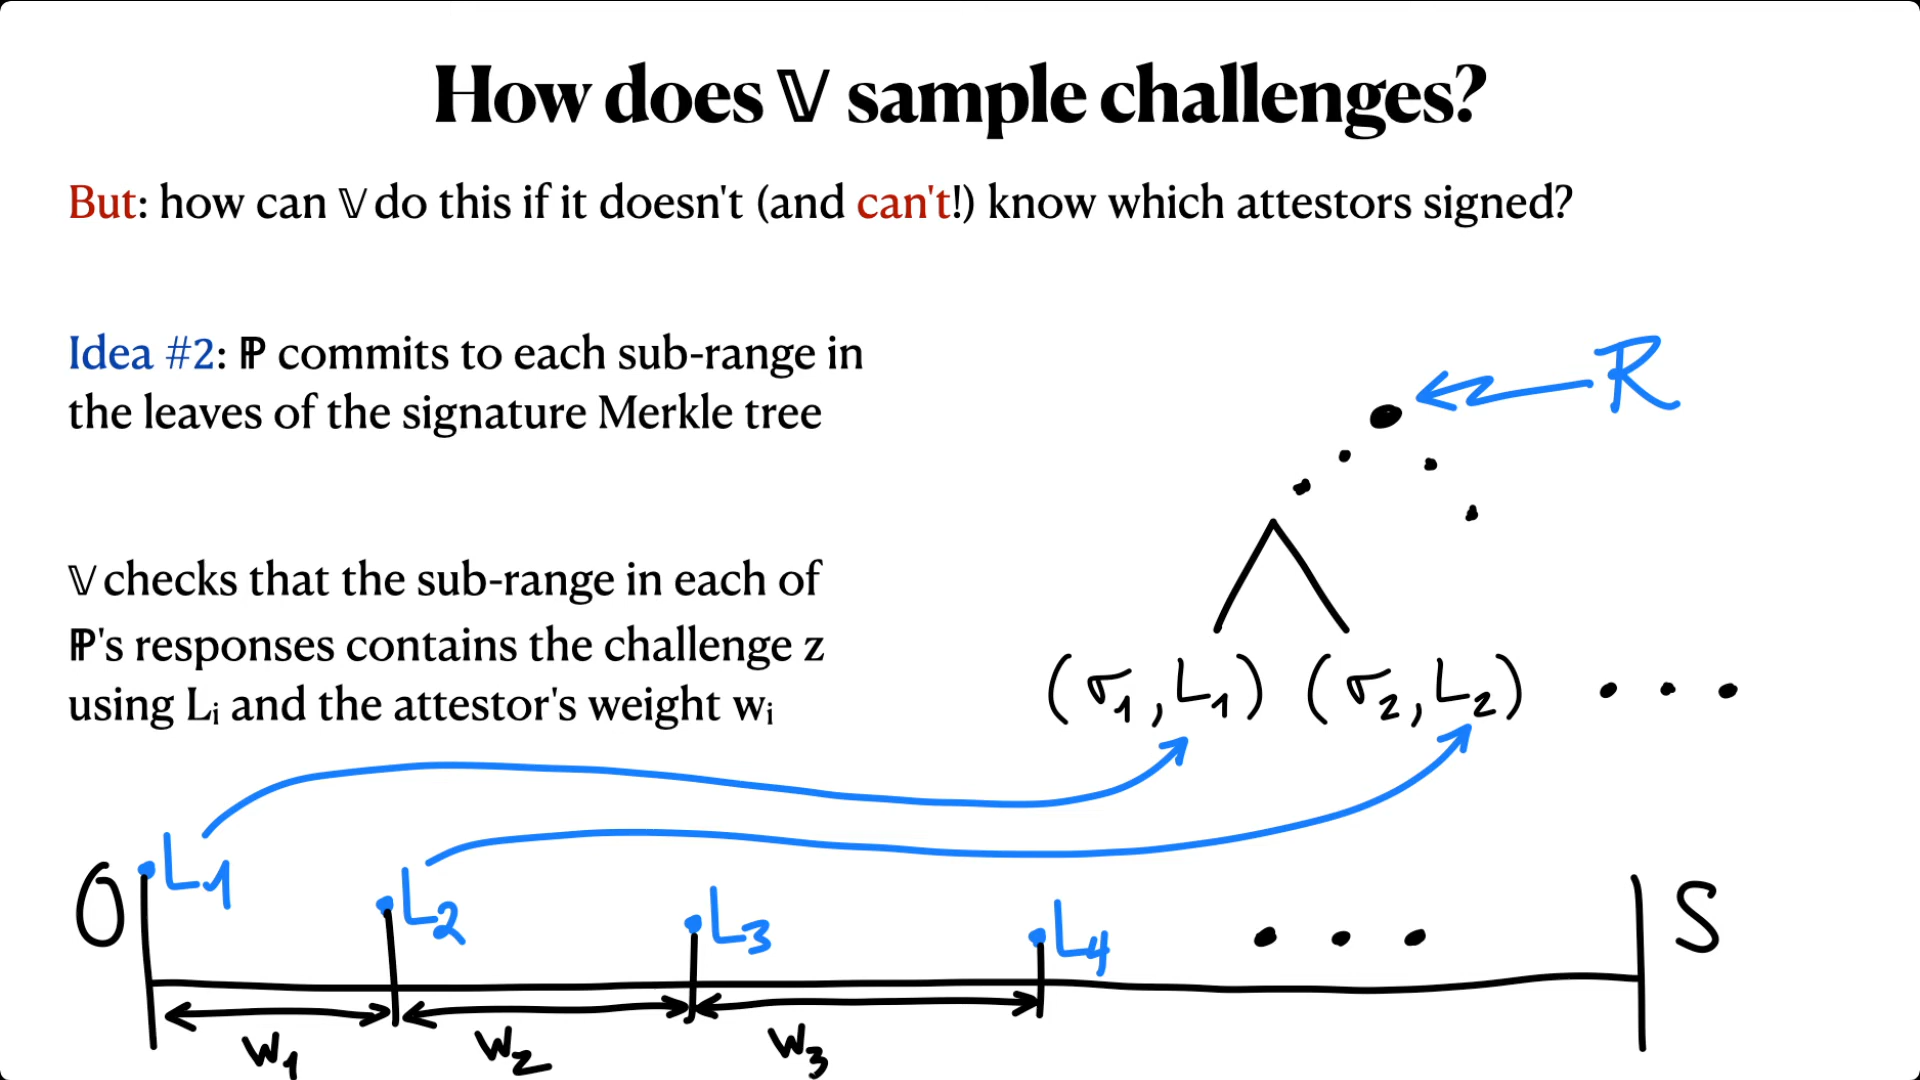 How does 𝕍 sample challenges?
But: how can 𝕍 do this if it doesn't (and can't!) know which attestors signed?
Idea #2: ℙ commits to each sub-range in
the leaves of the signature Merkle tree
R
𝕍 checks that the sub-range in each of
ℙ's responses contains the challenge z
using Lᵢ and the attestor's weight wᵢ
(σ₁, L₁) (σ₂, L₂) • • •
0 L₁ L₂ L₃ L₄ • • • S
w₁ w₂ w₃